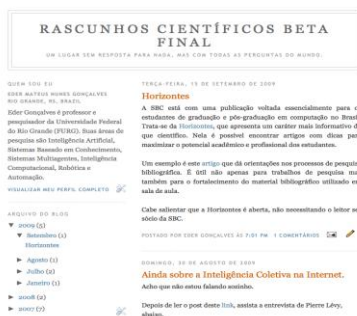 RASCUNHOS CIENTÍFICOS BETA
FINAL
UM LUGAR SEM RESPOSTA PARA NADA, MAS COM TODAS AS PERGUNTAS DO MUNDO.
QUEM SOU EU
EDER MATEUS NUNES GONÇALVES
RIO GRANDE, RS, BRAZIL
Eder Gonçalves é professor e
pesquisador da Universidade Federal
do Rio Grande (FURG). Suas áreas de
pesquisa são Inteligência Artificial,
Sistemas Baseado em Conhecimento,
Sistemas Multiagentes, Inteligência
Computacional, Robótica e
Automação.
VISUALIZAR MEU PERFIL COMPLETO
ARQUIVO DO BLOG
▼ 2009 (5)
▼ Setembro (1)
Horizontes
► Agosto (1)
► Julho (2)
► Janeiro (1)
► 2008 (2)
► 2007 (7)
TERÇA-FEIRA, 15 DE SETEMBRO DE 2009
Horizontes
A SBC está com uma publicação voltada essencialmente para
estudantes de graduação e pós-graduação em computação no Brasi
Trata-se da Horizontes, que apresenta um caráter mais informativo d
que científico. Nela é possível encontrar artigos com dicas par
maximizar o potencial acadêmico e profissional dos estudantes.
Um exemplo é este artigo que dá orientações nos processos de pesquis
bibliográfica. É útil não apenas para trabalhos de pesquisa ma
também para o fortalecimento do material bibliográfico utilizado e
sala de aula.
Cabe salientar que a Horizontes é aberta, não necessitando o leitor se
sócio da SBC.
POSTADO POR EDER GONÇALVES ÀS 7:01 PM 1 COMENTÁRIOS
DOMINGO, 30 DE AGOSTO DE 2009
Ainda sobre a Inteligência Coletiva na Internet.
Acho que não estou falando sozinho.
Depois de ler o post deste link, assista a entrevista de Pierre Lévy,
abaixo.